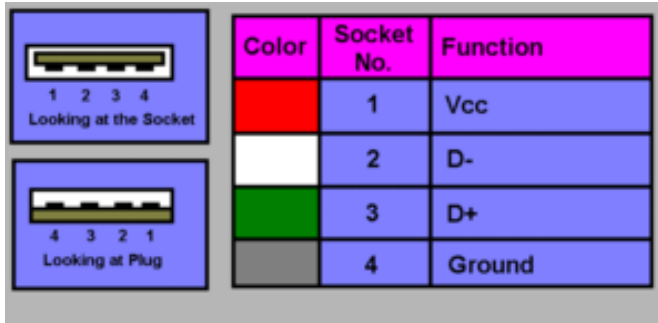 1 2 3 4
Looking at the Socket
4 3 2 1
Looking at Plug
Color Socket No. Function
1 Vcc
2 D-
3 D+
4 Ground